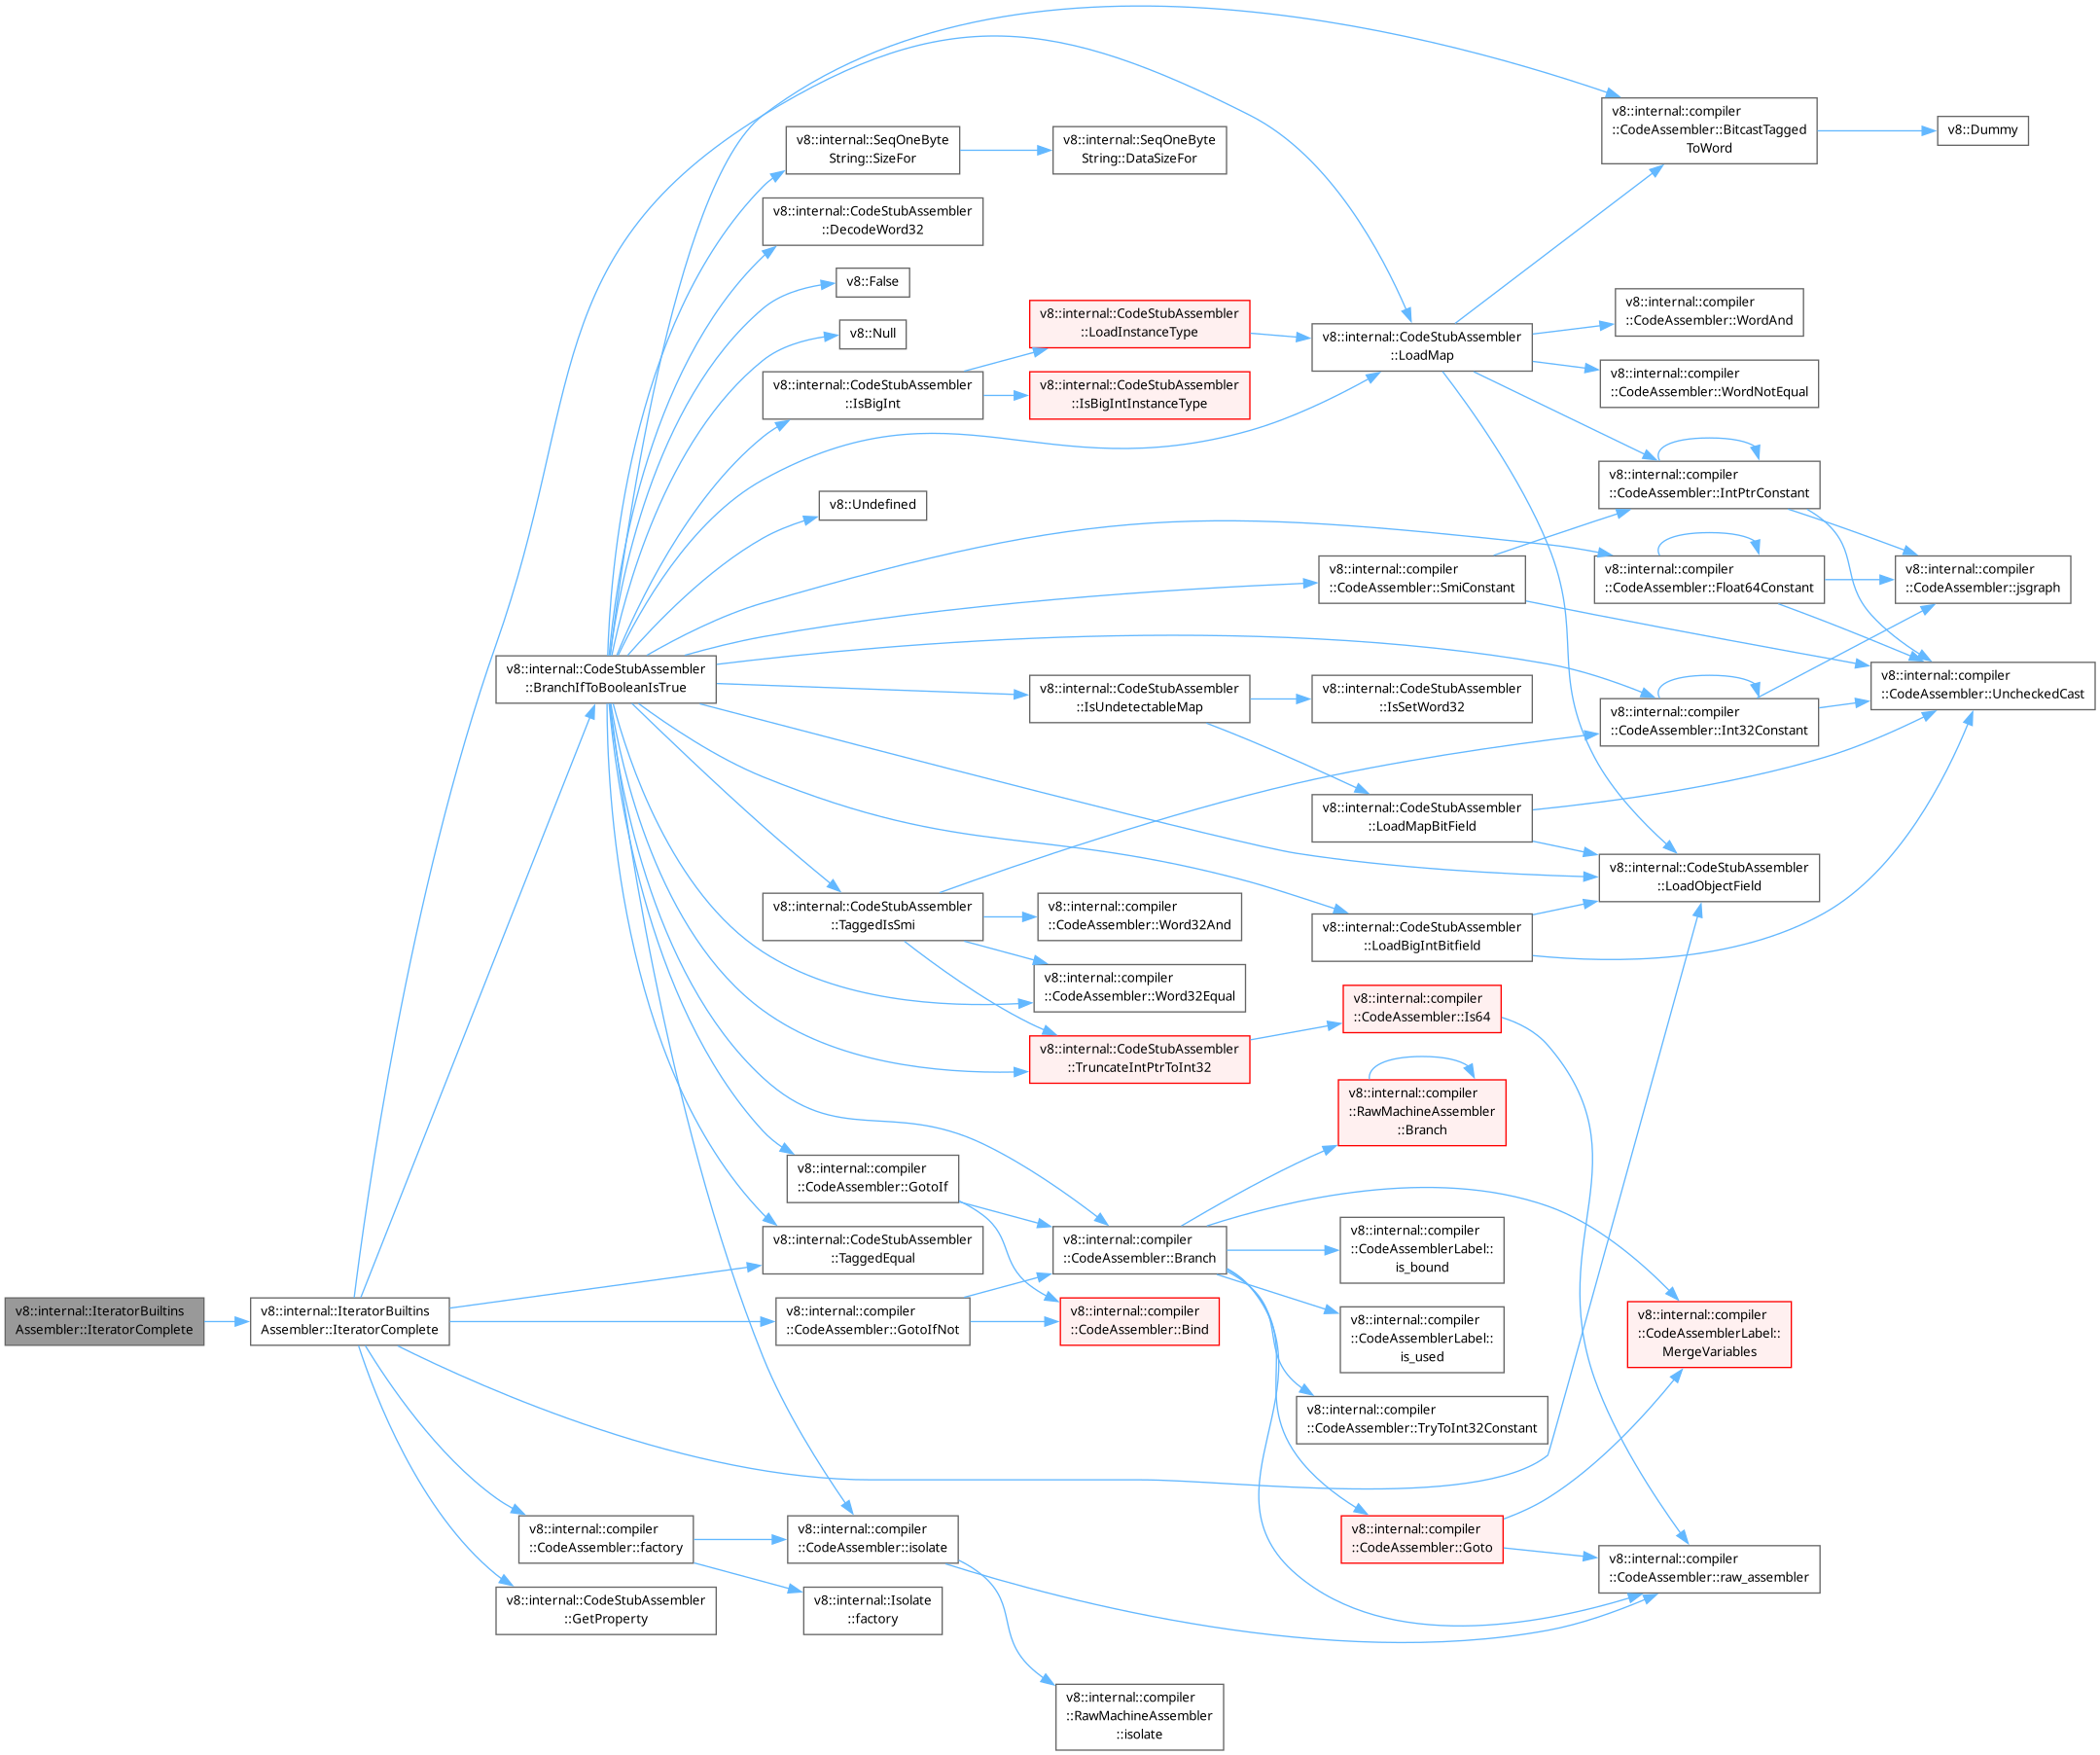 v8::internal::IteratorBuiltins
Assembler::IteratorComplete
v8::internal::IteratorBuiltins
Assembler::IteratorComplete
v8::internal::CodeStubAssembler
::BranchIfToBooleanIsTrue
v8::internal::compiler
::CodeAssembler::factory
v8::internal::CodeStubAssembler
::GetProperty
v8::internal::SeqOneByte
String::SizeFor
v8::internal::CodeStubAssembler
::DecodeWord32
v8::False
v8::Null
v8::internal::CodeStubAssembler
::IsBigInt
v8::Undefined
v8::internal::CodeStubAssembler
::TaggedIsSmi
v8::internal::compiler
::CodeAssembler::GotoIf
v8::internal::CodeStubAssembler
::TaggedEqual
v8::internal::compiler
::CodeAssembler::GotoIfNot
v8::internal::compiler
::CodeAssembler::isolate
v8::internal::Isolate
::factory
v8::internal::SeqOneByte
String::DataSizeFor
v8::internal::CodeStubAssembler
::LoadInstanceType
v8::internal::CodeStubAssembler
::IsBigIntInstanceType
v8::internal::CodeStubAssembler
::IsUndetectableMap
v8::internal::compiler
::CodeAssembler::Word32And
v8::internal::compiler
::CodeAssembler::Word32Equal
v8::internal::CodeStubAssembler
::TruncateIntPtrToInt32
v8::internal::compiler
::CodeAssembler::Branch
v8::internal::compiler
::CodeAssembler::Bind
v8::internal::compiler
::RawMachineAssembler
::isolate
v8::internal::CodeStubAssembler
::LoadMap
v8::internal::compiler
::CodeAssembler::SmiConstant
v8::internal::CodeStubAssembler
::IsSetWord32
v8::internal::CodeStubAssembler
::LoadMapBitField
v8::internal::CodeStubAssembler
::LoadBigIntBitfield
v8::internal::compiler
::CodeAssembler::Is64
v8::internal::compiler
::RawMachineAssembler
::Branch
v8::internal::compiler
::CodeAssemblerLabel::
is_bound
v8::internal::compiler
::CodeAssemblerLabel::
is_used
v8::internal::compiler
::CodeAssembler::TryToInt32Constant
v8::internal::compiler
::CodeAssembler::Goto
v8::internal::compiler
::CodeAssembler::BitcastTagged
ToWord
v8::internal::compiler
::CodeAssembler::WordAnd
v8::internal::compiler
::CodeAssembler::WordNotEqual
v8::internal::compiler
::CodeAssembler::IntPtrConstant
v8::internal::compiler
::CodeAssembler::Float64Constant
v8::internal::compiler
::CodeAssembler::Int32Constant
v8::internal::CodeStubAssembler
::LoadObjectField
v8::internal::compiler
::CodeAssemblerLabel::
MergeVariables
v8::internal::compiler
::CodeAssembler::raw_assembler
v8::Dummy
v8::internal::compiler
::CodeAssembler::jsgraph
v8::internal::compiler
::CodeAssembler::UncheckedCast